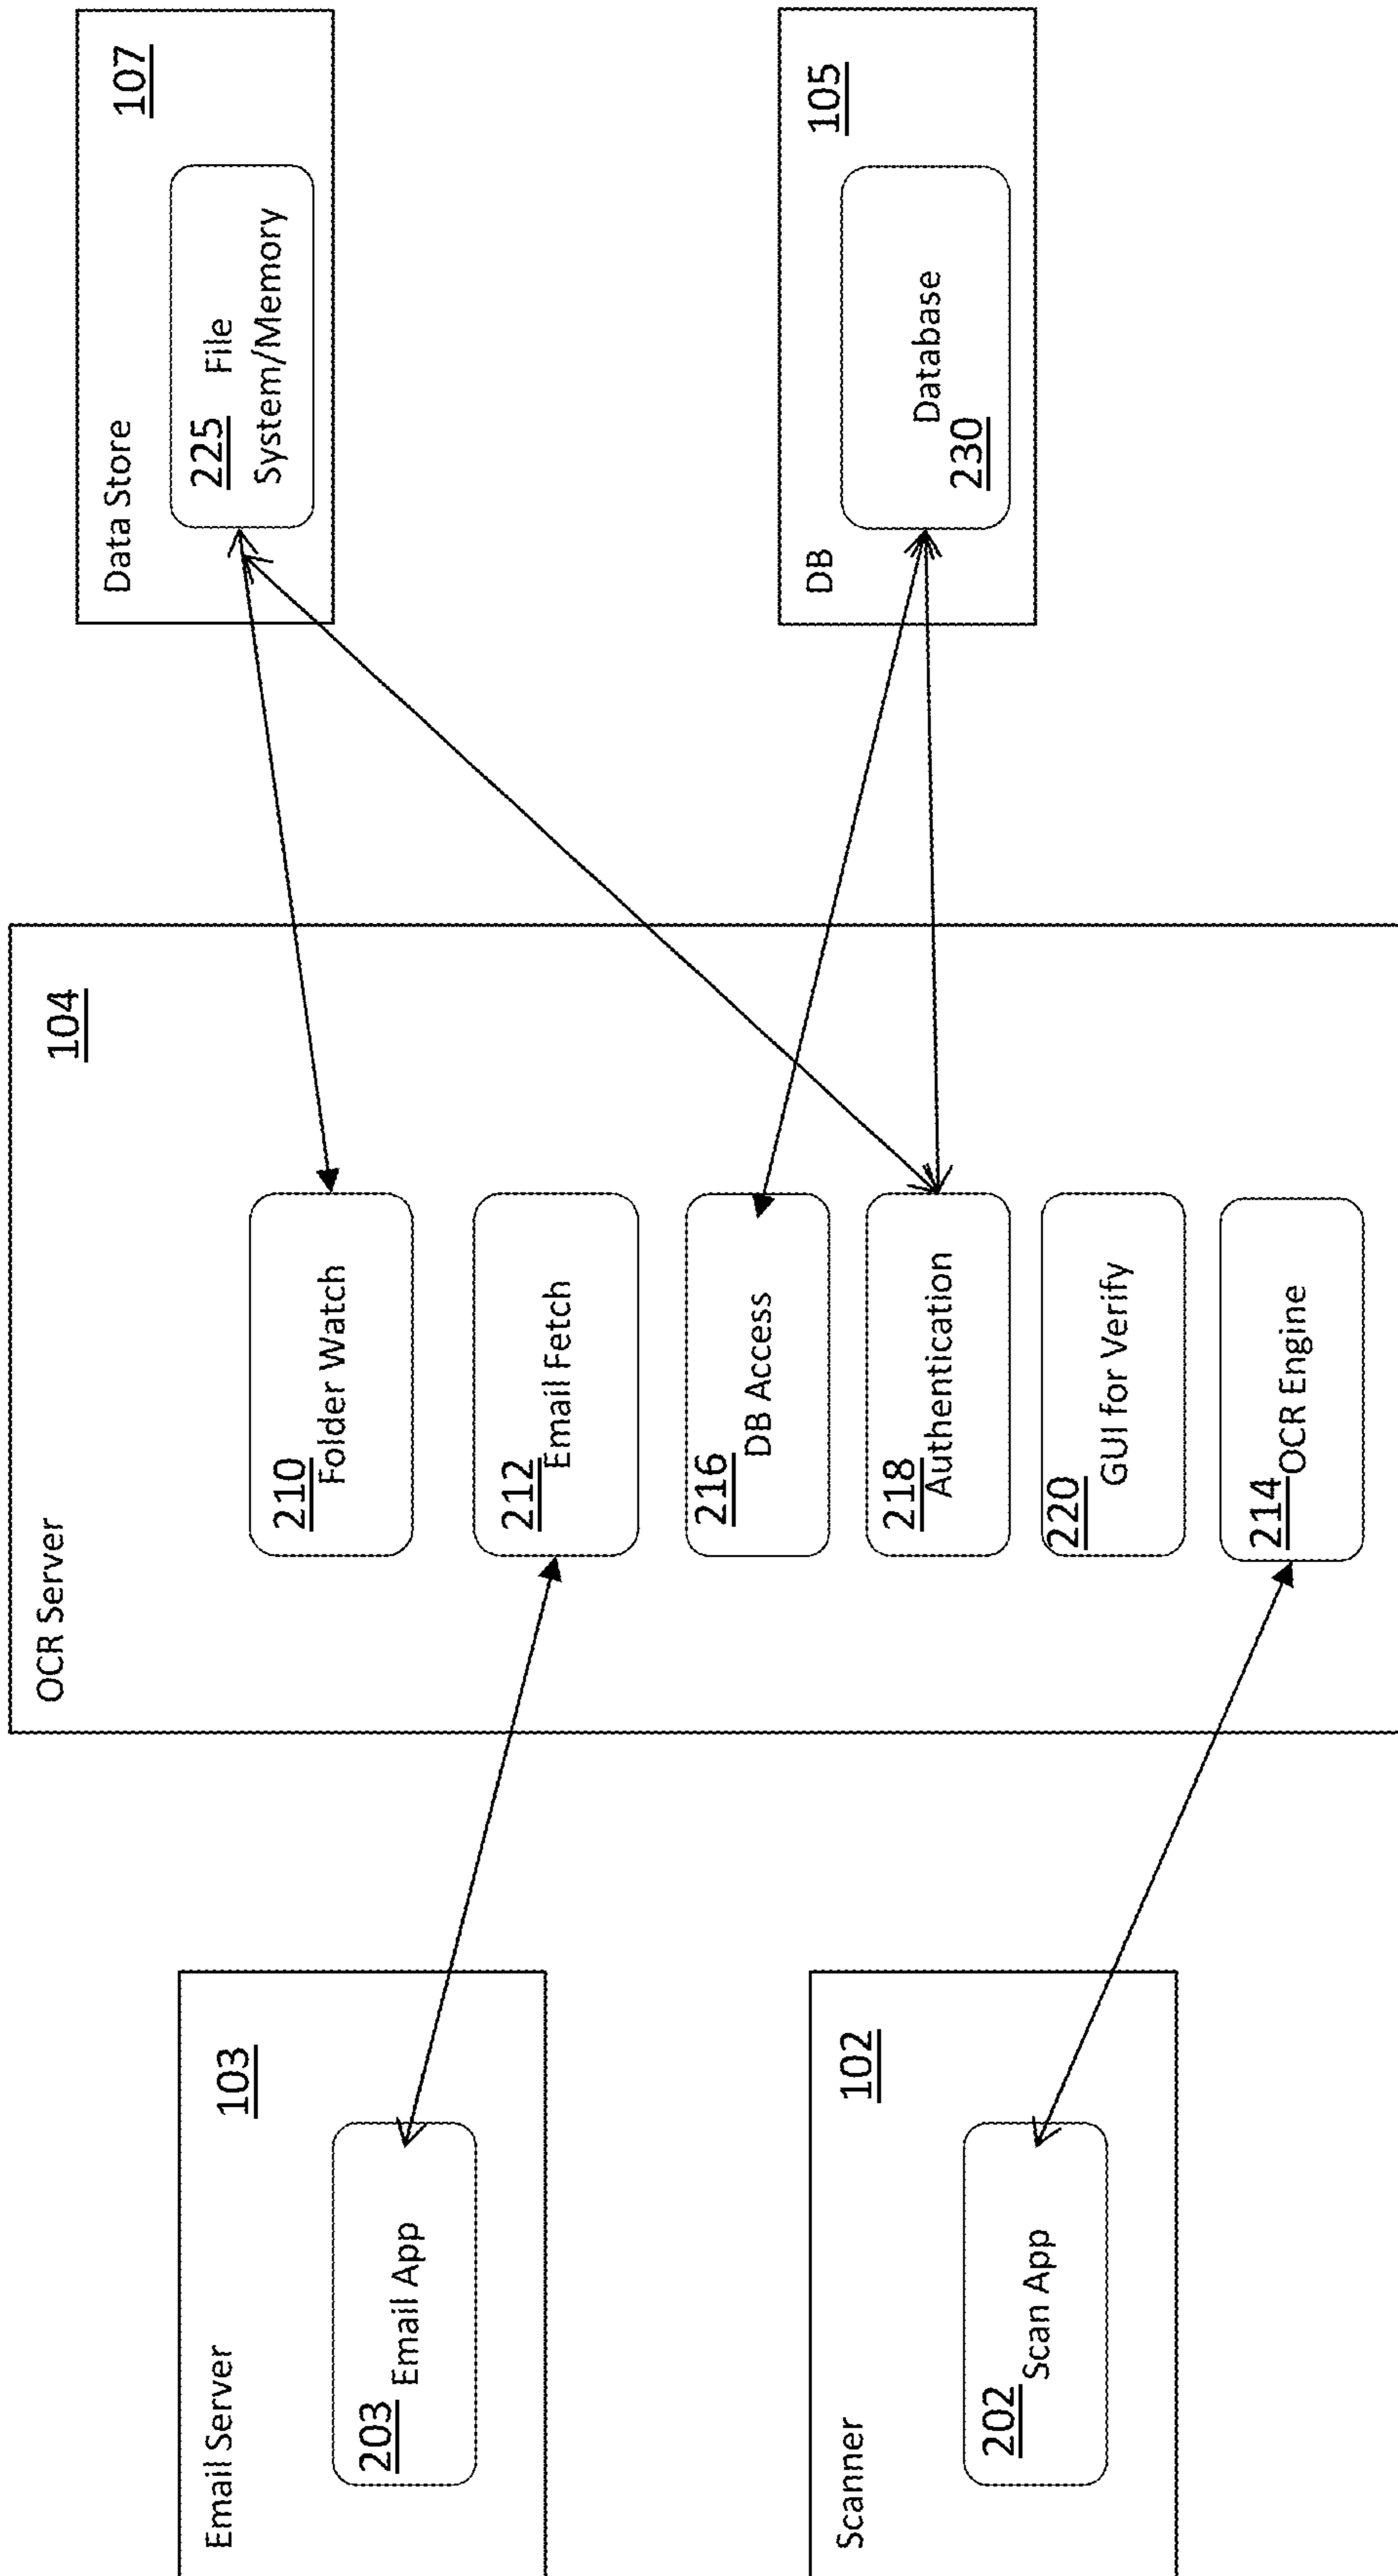 Email Server
103
203
Email App
Scanner
102
202
Scan App
OCR Server
104
210
Folder Watch
212
Email Fetch
216
DB Access
218
Authentication
220
GUI for Verify
214
OCR Engine
Data Store
107
225 File
System/Memory
DB
105
Database
230